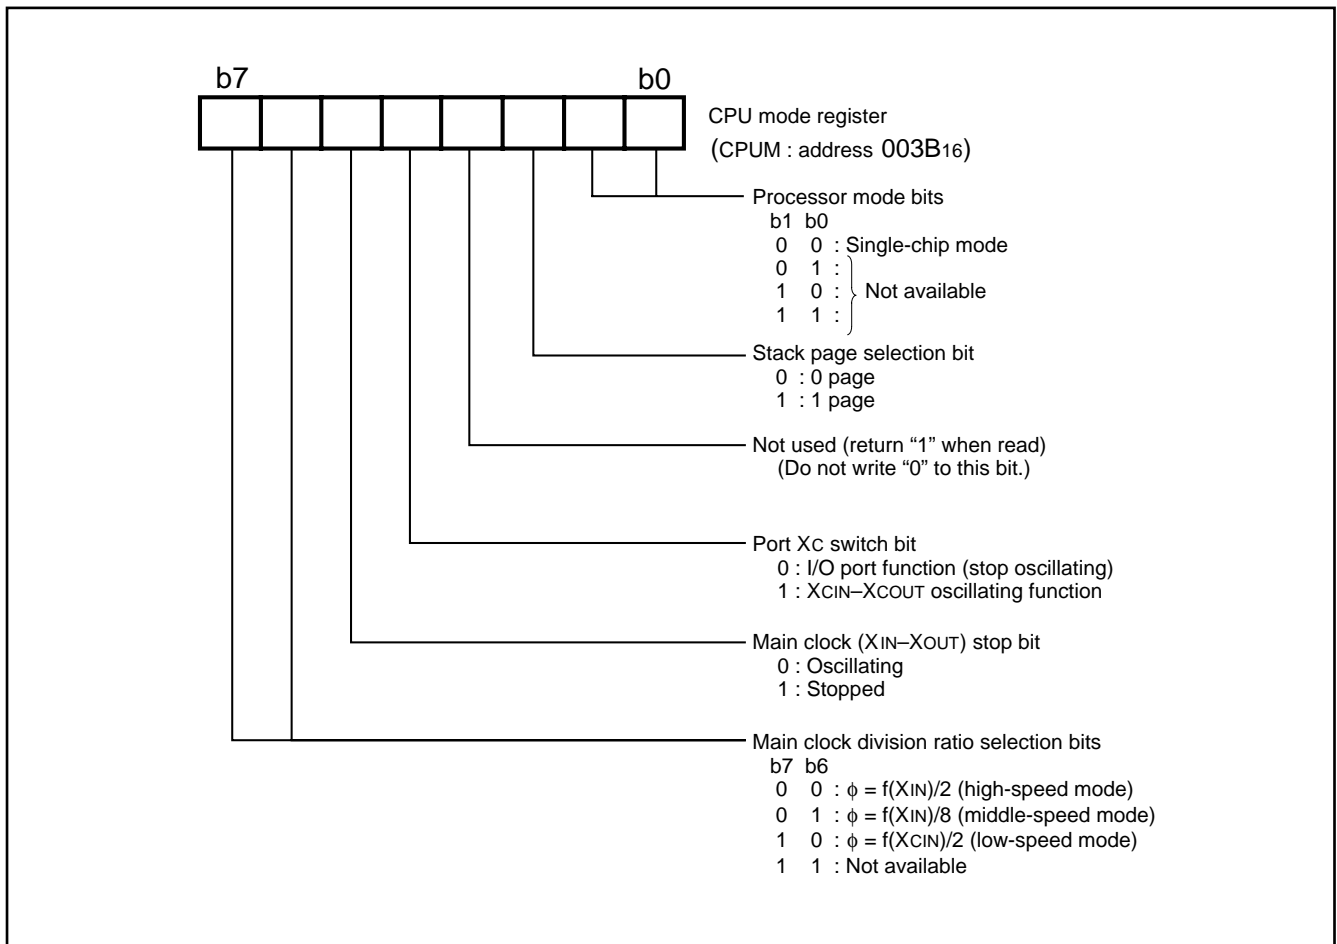 b7 b0
CPU mode register
(CPUM : address 003B16)
Processor mode bits
b1 b0
0 0 : Single-chip mode
0 1 :
1 0 : Not available
1 1 :
Stack page selection bit
0 : 0 page
1 : 1 page
Not used (return “1” when read)
(Do not write “0” to this bit.)
Port XC switch bit
0 : I/O port function (stop oscillating)
1 : XCIN–XCOUT oscillating function
Main clock (XIN–XOUT) stop bit
0 : Oscillating
1 : Stopped
Main clock division ratio selection bits
b7 b6
0 0 : ϕ = f(XIN)/2 (high-speed mode)
0 1 : ϕ = f(XIN)/8 (middle-speed mode)
1 0 : ϕ = f(XCIN)/2 (low-speed mode)
1 1 : Not available